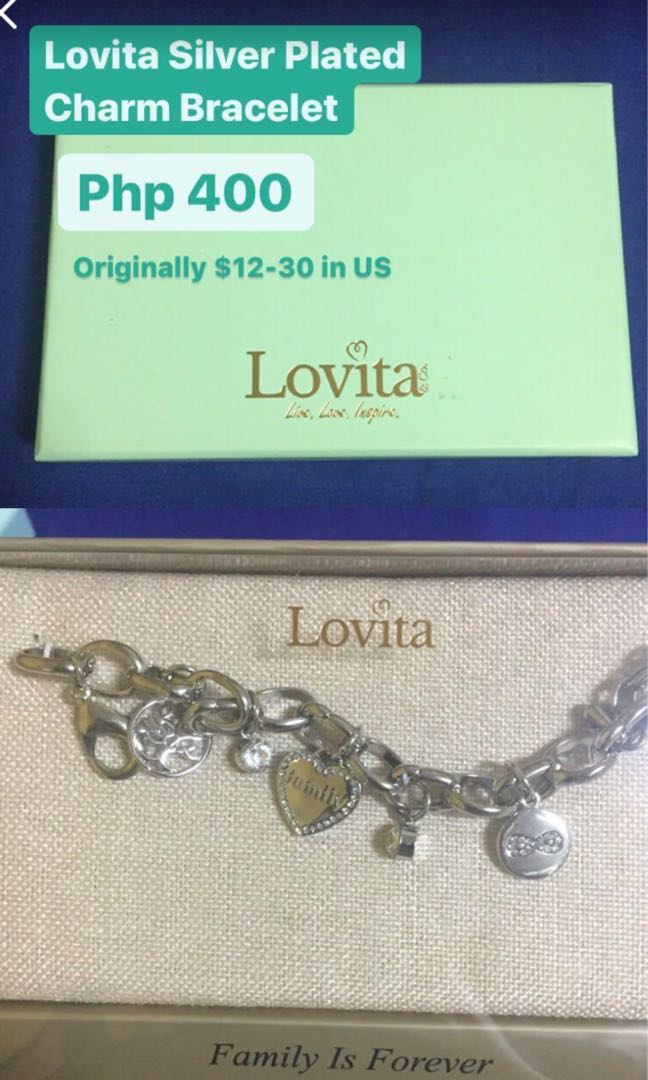 Lovita Silver Plated
Charm Bracelet
Php 400
Originally $12-30 in US
Lovita & Co
Live, Love, Inspire.
Lovita
family
Family Is Forever